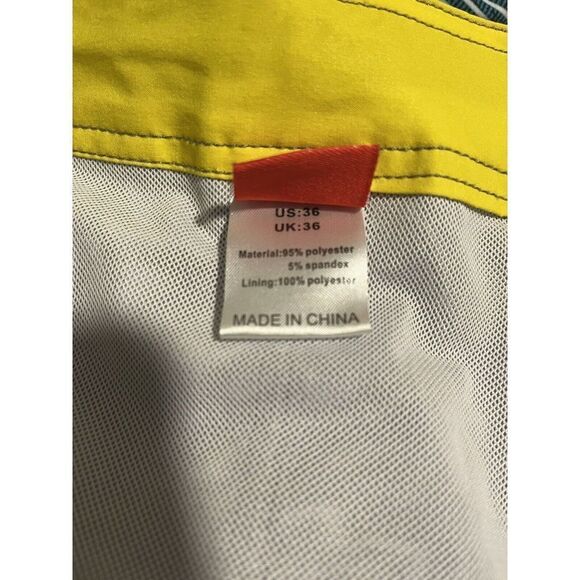 US:36
UK:36
Material:95% polyester
5% spandex
Lining:100% polyester
MADE IN CHINA